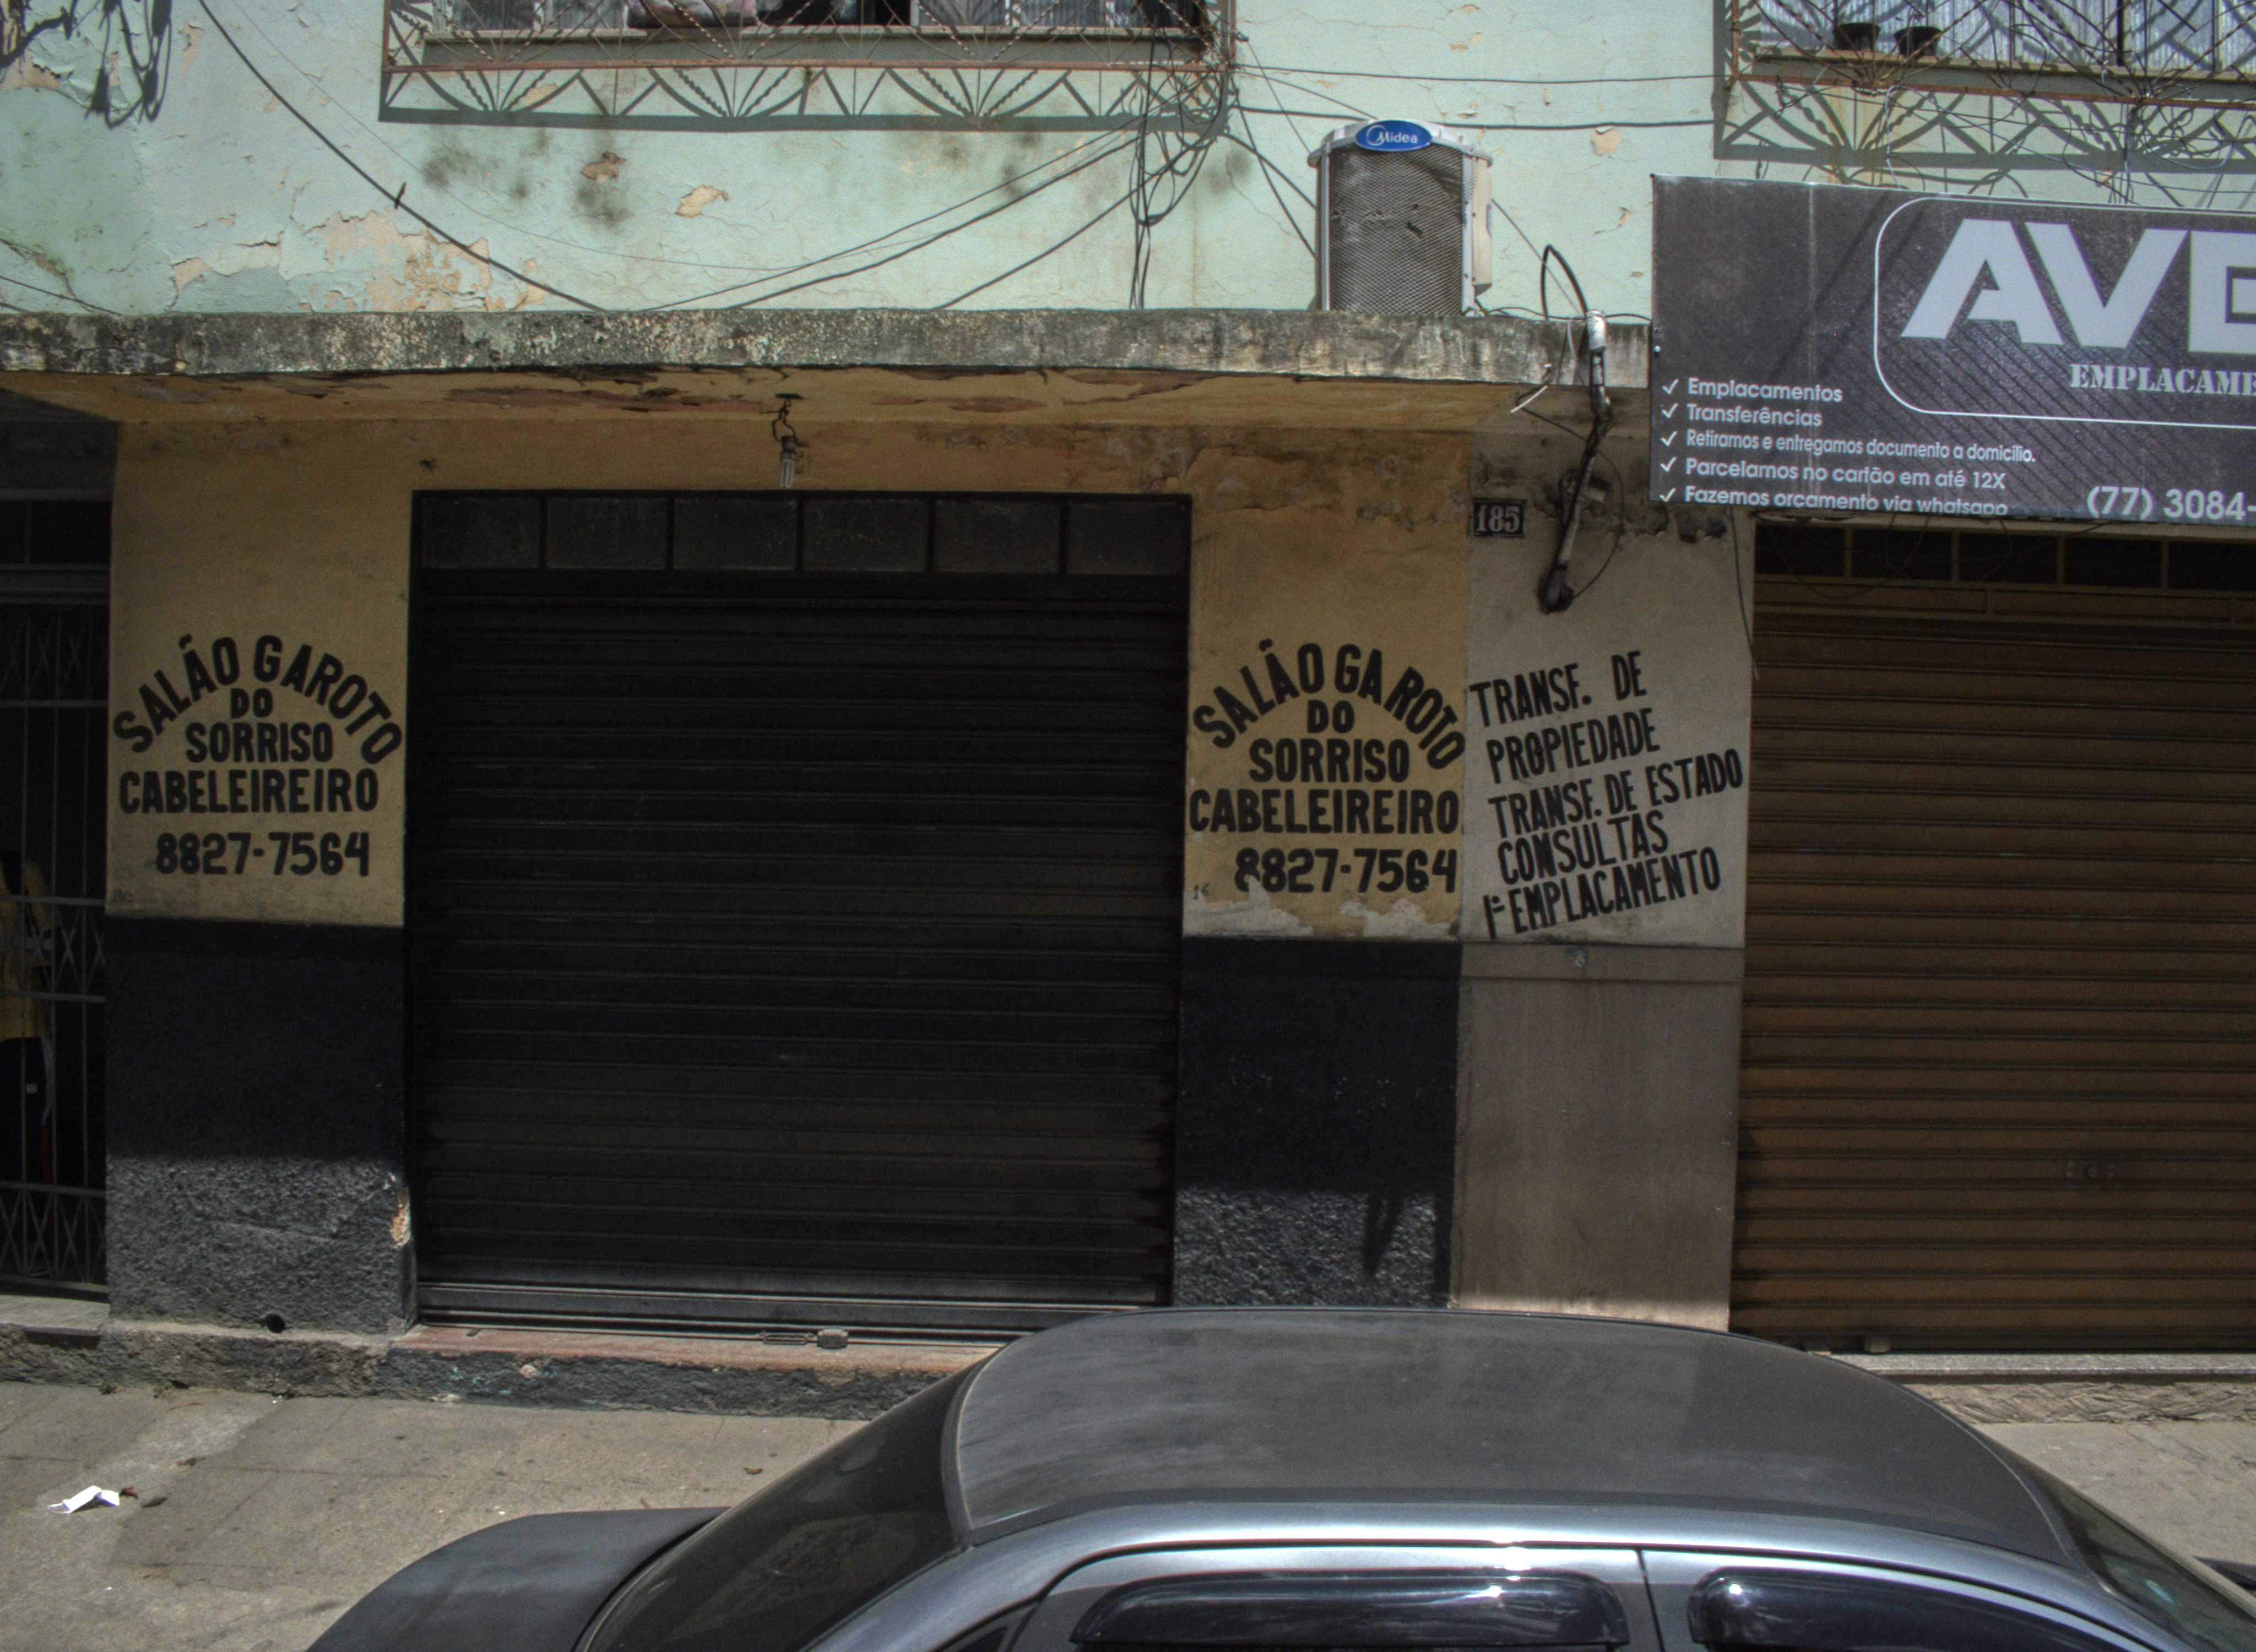 Midea
AVE
EMPLACAME
✓ Emplacamentos
✓ Transferências
✓ Retiramos e entregamos documento a domicilio.
✓ Parcelamos no cartão em até 12X
✓ Fazemos orcamento via whatsapp
(77) 3084-
185
SALÃO GAROTO
DO
SORRISO
CABELEIREIRO
8827-7564
SALÃO GAROTO
DO
SORRISO
CABELEIREIRO
8827-7564
TRANSF. DE
PROPIEDADE
TRANSF. DE ESTADO
CONSULTAS
1º EMPLACAMENTO